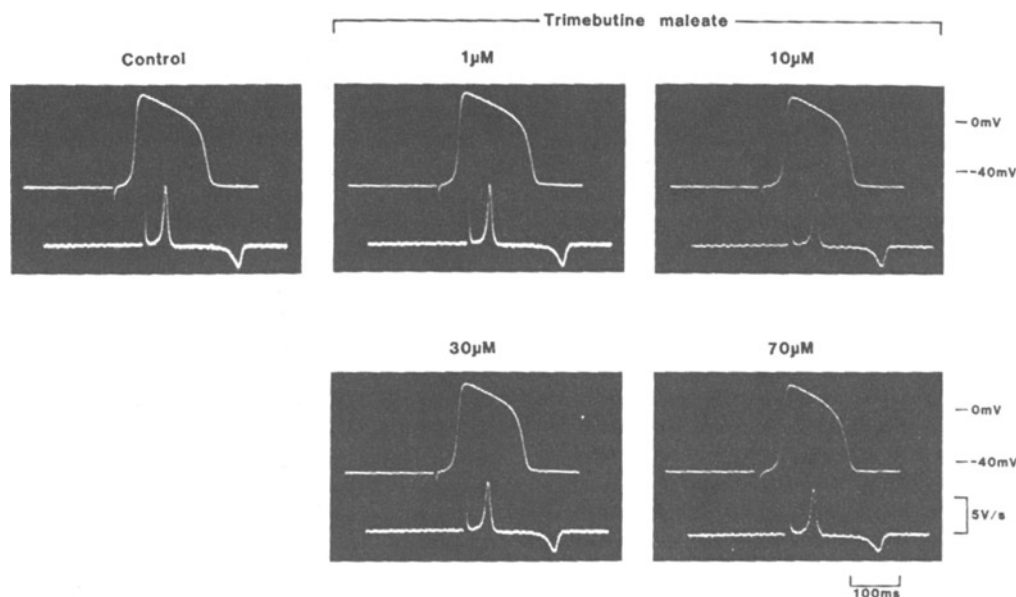 Trimebutine maleate
Control
1µM
10µM
0mV
-40mV
30µM
70µM
0mV
-40mV
5V/s
100ms